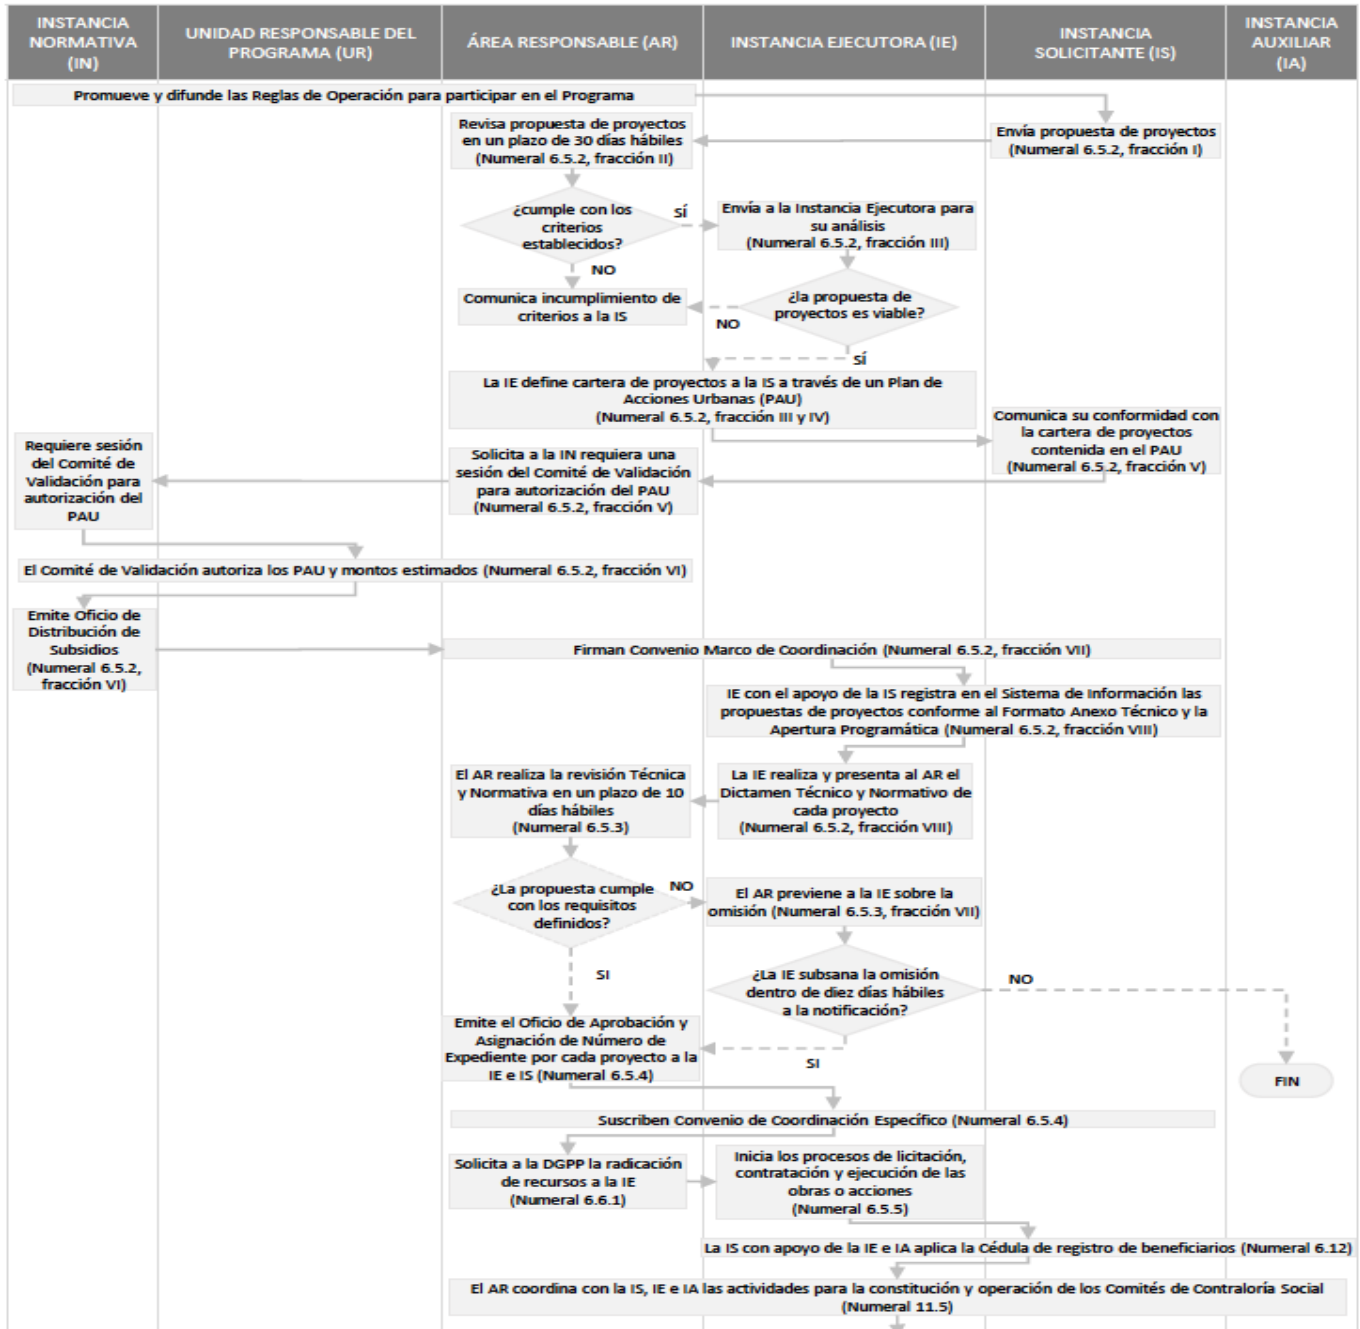 INSTANCIA
NORMATIVA
(IN)
UNIDAD RESPONSABLE DEL
PROGRAMA (UR)
ÁREA RESPONSABLE (AR)
INSTANCIA EJECUTORA (IE)
INSTANCIA
SOLICITANTE (IS)
INSTANCIA
AUXILIAR
(IA)
Promueve y difunde las Reglas de Operación para participar en el Programa
Envía propuesta de proyectos
(Numeral 6.5.2, fracción I)
Revisa propuesta de proyectos
en un plazo de 30 días hábiles
(Numeral 6.5.2, fracción II)
¿cumple con los
criterios
establecidos?
SÍ
NO
Envía a la Instancia Ejecutora para
su análisis
(Numeral 6.5.2, fracción III)
Comunica incumplimiento de
criterios a la IS
¿la propuesta de
proyectos es viable?
NO
SÍ
La IE define cartera de proyectos a la IS a través de un Plan de
Acciones Urbanas (PAU)
(Numeral 6.5.2, fracción III y IV)
Comunica su conformidad con
la cartera de proyectos
contenida en el PAU
(Numeral 6.5.2, fracción V)
Solicita a la IN requiera una
sesión del Comité de Validación
para autorización del PAU
(Numeral 6.5.2, fracción V)
Requiere sesión
del Comité de
Validación para
autorización del
PAU
El Comité de Validación autoriza los PAU y montos estimados (Numeral 6.5.2, fracción VI)
Emite Oficio de
Distribución de
Subsidios
(Numeral 6.5.2,
fracción VI)
Firman Convenio Marco de Coordinación (Numeral 6.5.2, fracción VII)
IE con el apoyo de la IS registra en el Sistema de Información las
propuestas de proyectos conforme al Formato Anexo Técnico y la
Apertura Programática (Numeral 6.5.2, fracción VIII)
La IE realiza y presenta al AR el
Dictamen Técnico y Normativo de
cada proyecto
(Numeral 6.5.2, fracción VIII)
El AR realiza la revisión Técnica
y Normativa en un plazo de 10
días hábiles
(Numeral 6.5.3)
¿La propuesta cumple
con los requisitos
definidos?
NO
SI
El AR previene a la IE sobre la
omisión (Numeral 6.5.3, fracción VII)
¿La IE subsana la omisión
dentro de diez días hábiles
a la notificación?
NO
SI
FIN
Emite el Oficio de Aprobación y
Asignación de Número de
Expediente por cada proyecto a la
IE e IS (Numeral 6.5.4)
Suscriben Convenio de Coordinación Específico (Numeral 6.5.4)
Solicita a la DGPP la radicación
de recursos a la IE
(Numeral 6.6.1)
Inicia los procesos de licitación,
contratación y ejecución de las
obras o acciones
(Numeral 6.5.5)
La IS con apoyo de la IE e IA aplica la Cédula de registro de beneficiarios (Numeral 6.12)
El AR coordina con la IS, IE e IA las actividades para la constitución y operación de los Comités de Contraloría Social
(Numeral 11.5)